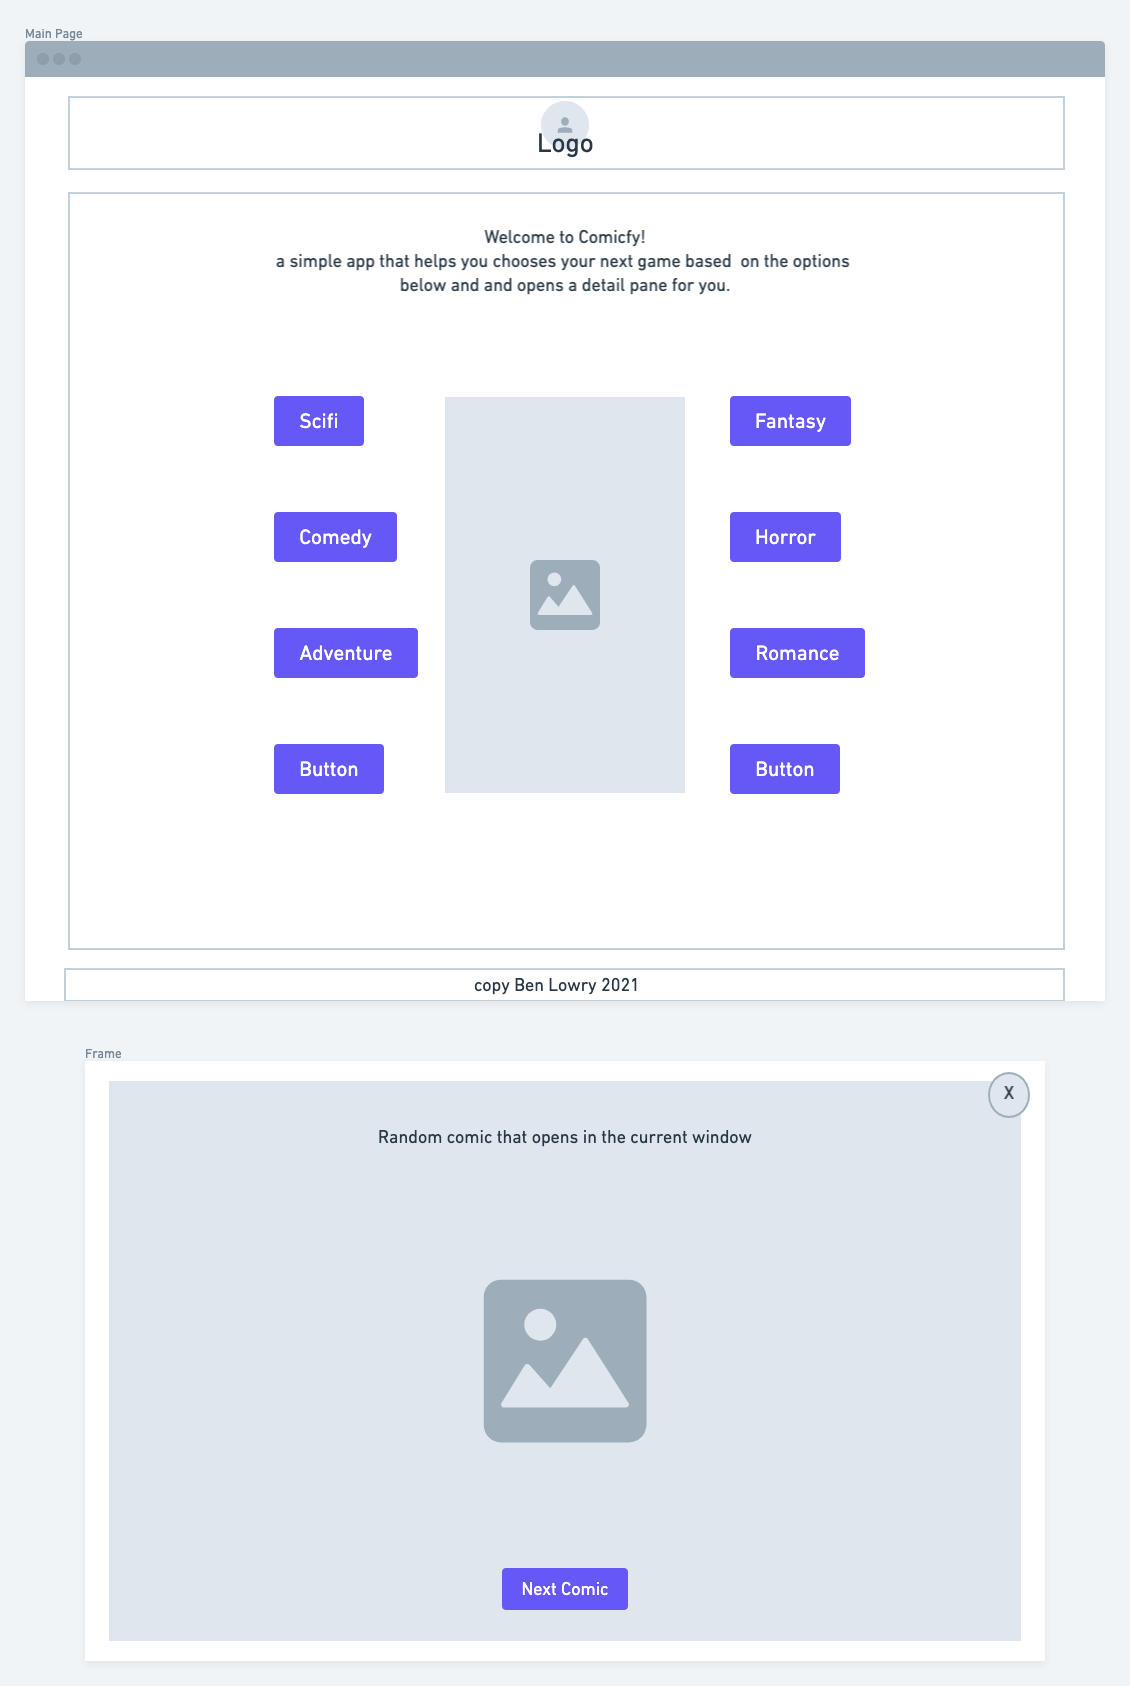 Main Page
Logo
Welcome to Comicfy!
a simple app that helps you chooses your next game based  on the options
below and and opens a detail pane for you.
Scifi
Fantasy
Comedy
Horror
Adventure
Romance
Button
Button
copy Ben Lowry 2021
Frame
X
Random comic that opens in the current window
Next Comic